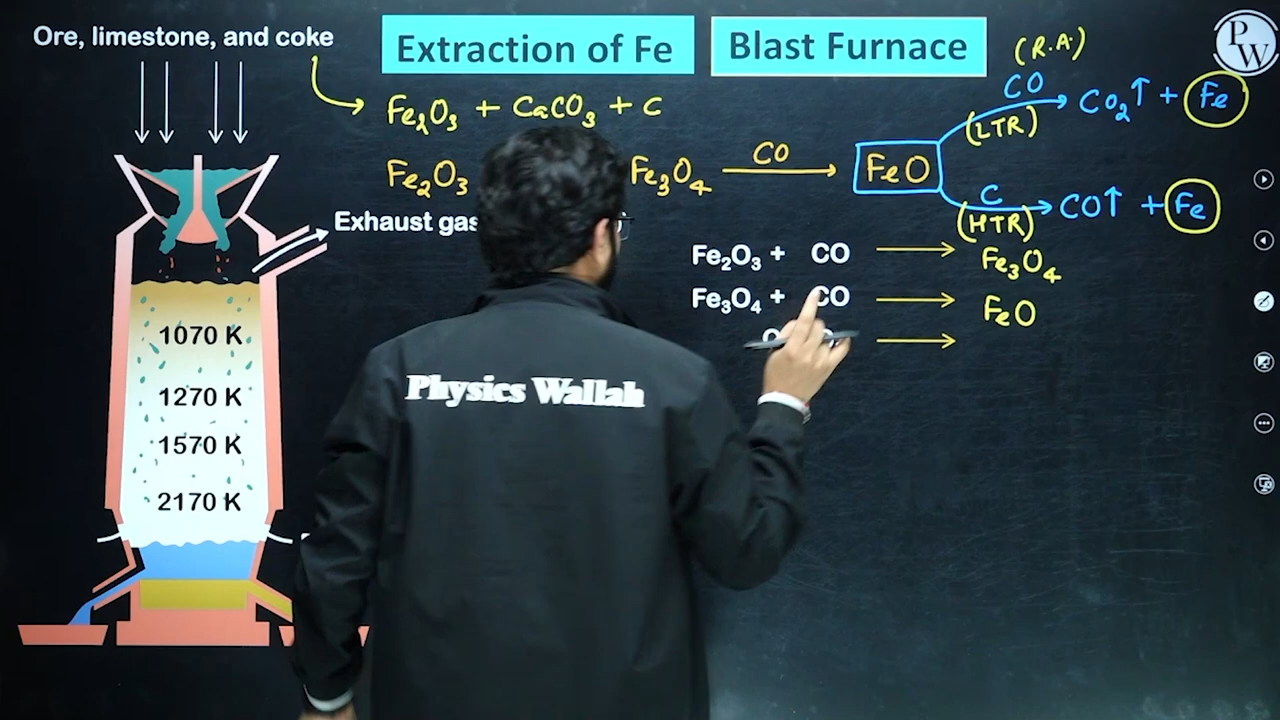 Ore, limestone, and coke
Extraction of Fe
Blast Furnace
(R.A.)
PW
Fe₂O₃ + CaCO₃ + C
CO
(LTR)
CO₂↑ + Fe
Fe₂O₃
Fe₃O₄ CO → FeO
C
(HTR)
CO↑ + Fe
Exhaust gas
Fe₂O₃ + CO → Fe₃O₄
Fe₃O₄ + CO → FeO
→
1070 K
1270 K
1570 K
2170 K
Physics Wallah